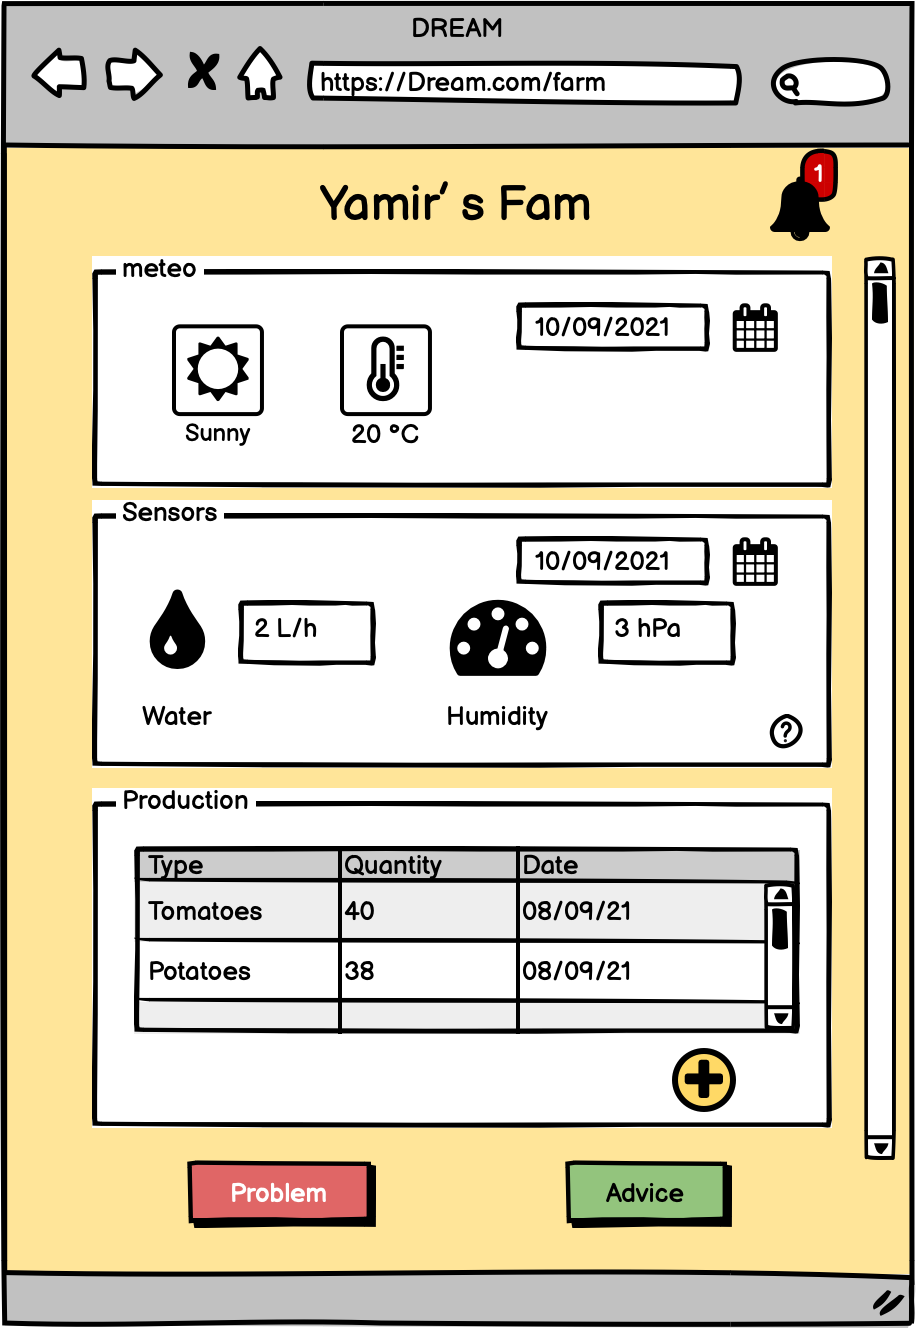 DREAM
https://Dream.com/farm
1
Yamir's Fam
meteo
10/09/2021
Sunny
20 °C
Sensors
10/09/2021
2 L/h
3 hPa
Water
Humidity
?
Production
Type Quantity Date
Tomatoes 40 08/09/21
Potatoes 38 08/09/21
Problem
Advice